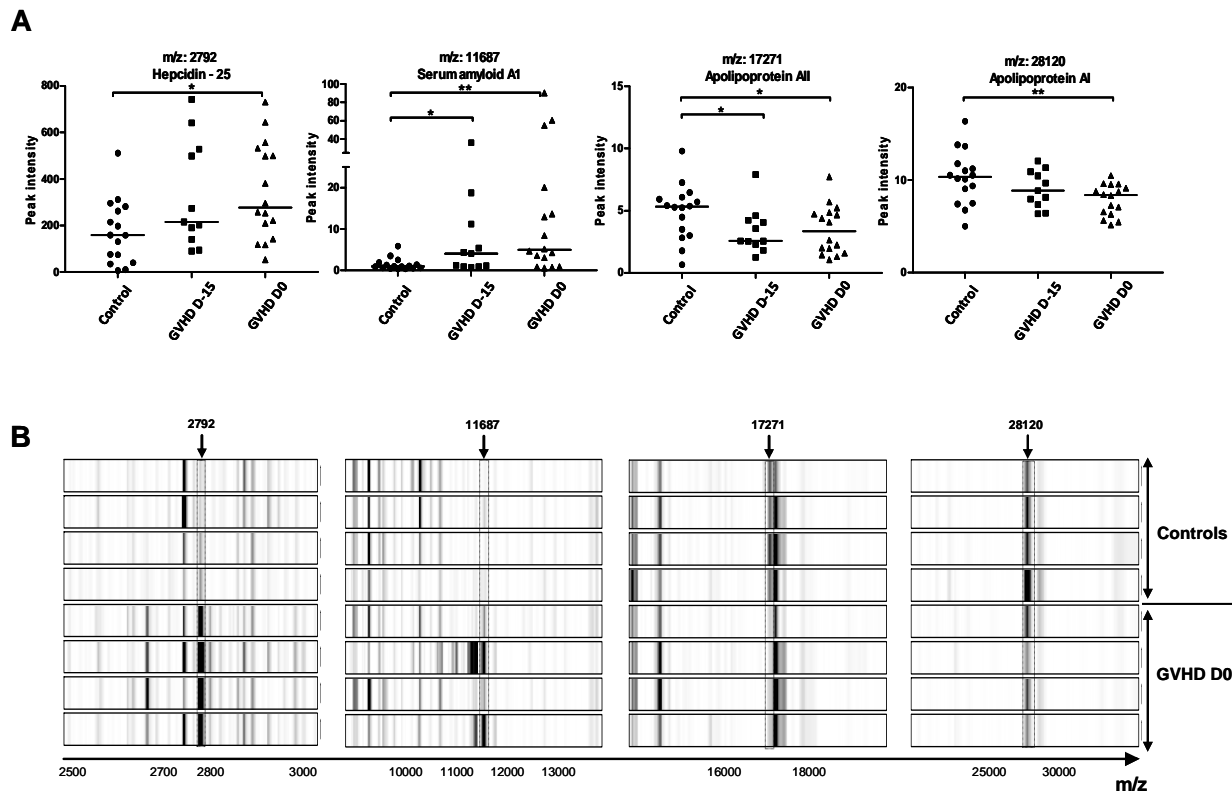 A
m/z: 2792
Hepcidin - 25
*
Peak intensity
800
600
400
200
0
Control
GVHD D-15
GVHD D0
m/z: 11687
Serum amyloid A1
**
*
Peak intensity
100
80
60
40
20
10
0
Control
GVHD D-15
GVHD D0
m/z: 17271
Apolipoprotein AII
*
*
Peak intensity
15
10
5
0
Control
GVHD D-15
GVHD D0
m/z: 28120
Apolipoprotein AI
**
Peak intensity
20
10
0
Control
GVHD D-15
GVHD D0
B
2792 11687 17271 28120
Controls
GVHD D0
2500 2700 2800 3000 10000 11000 12000 13000 16000 18000 25000 30000
m/z